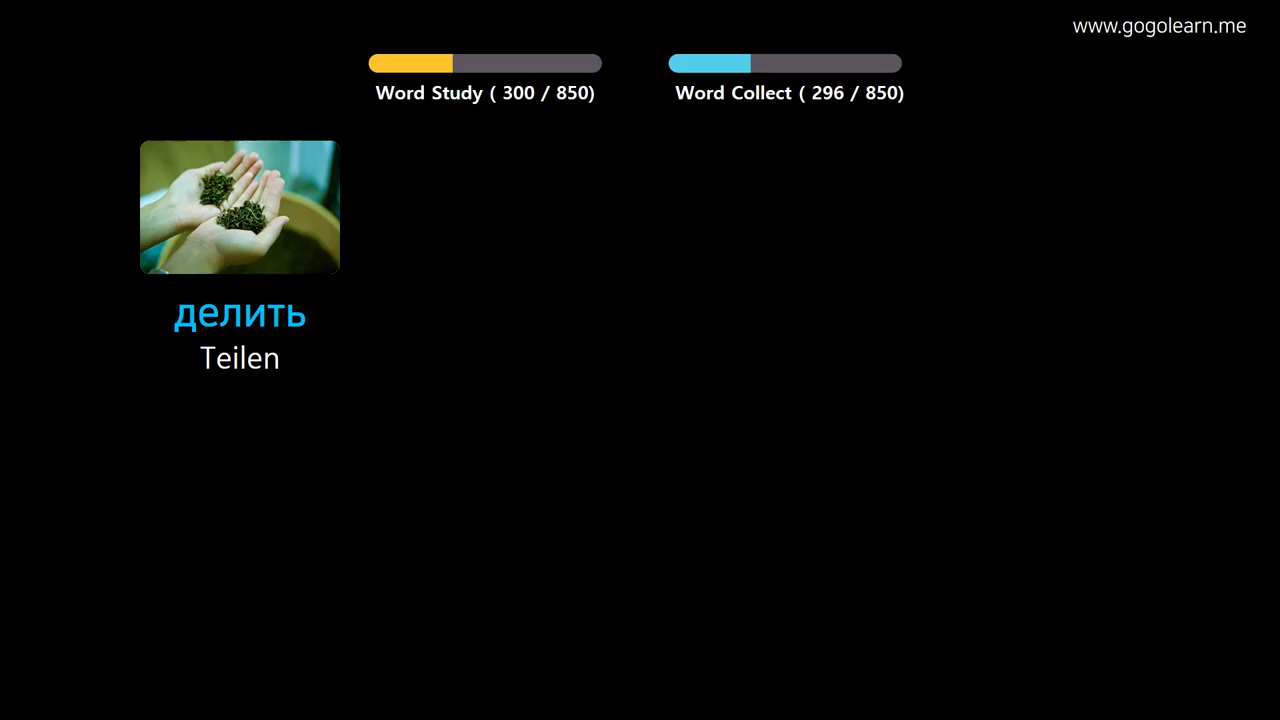 www.gogolearn.me
Word Study ( 300 / 850)
Word Collect ( 296 / 850)
делить
Teilen